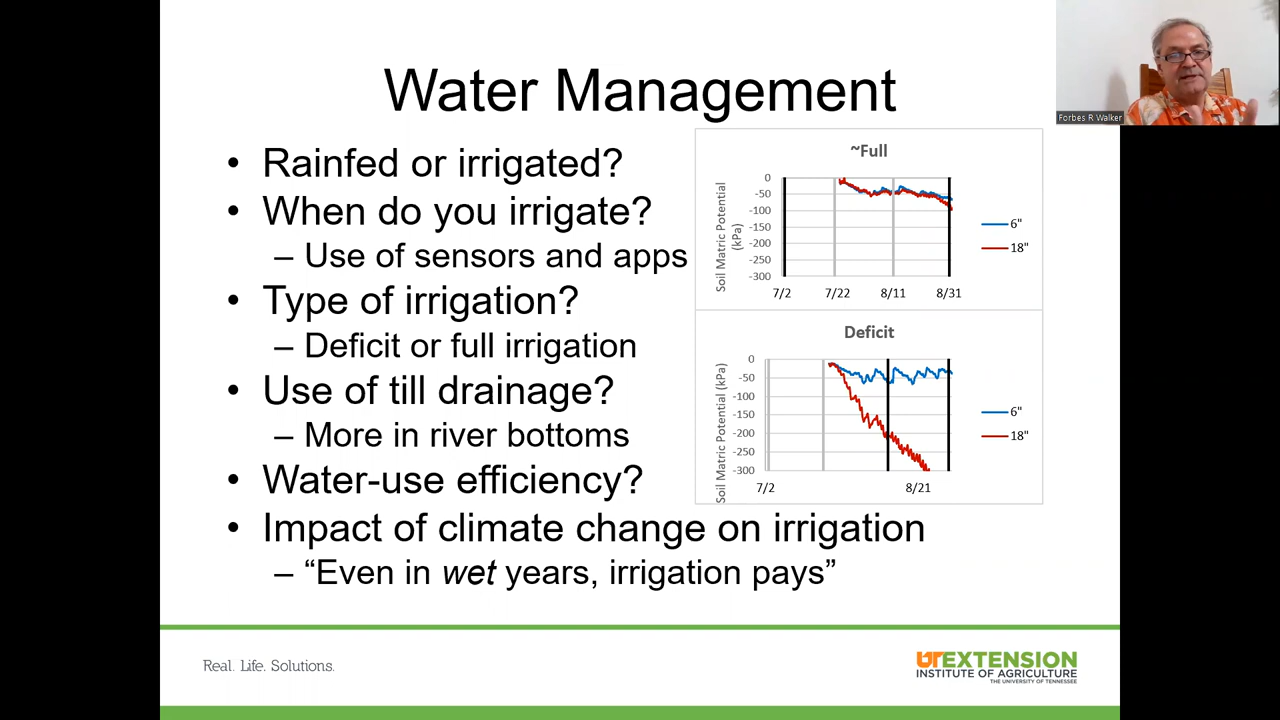 Water Management
• Rainfed or irrigated?
• When do you irrigate?
– Use of sensors and apps
• Type of irrigation?
– Deficit or full irrigation
• Use of till drainage?
– More in river bottoms
• Water-use efficiency?
• Impact of climate change on irrigation
– “Even in wet years, irrigation pays”
~Full
Soil Matric Potential
(kPa)
0
-50
-100
-150
-200
-250
-300
7/2 7/22 8/11 8/31
6"
18"
Deficit
Soil Matric Potential (kPa)
0
-50
-100
-150
-200
-250
-300
7/2 8/21
6"
18"
Forbes R Walker
Real. Life. Solutions.
UTEXTENSION
INSTITUTE OF AGRICULTURE
THE UNIVERSITY OF TENNESSEE